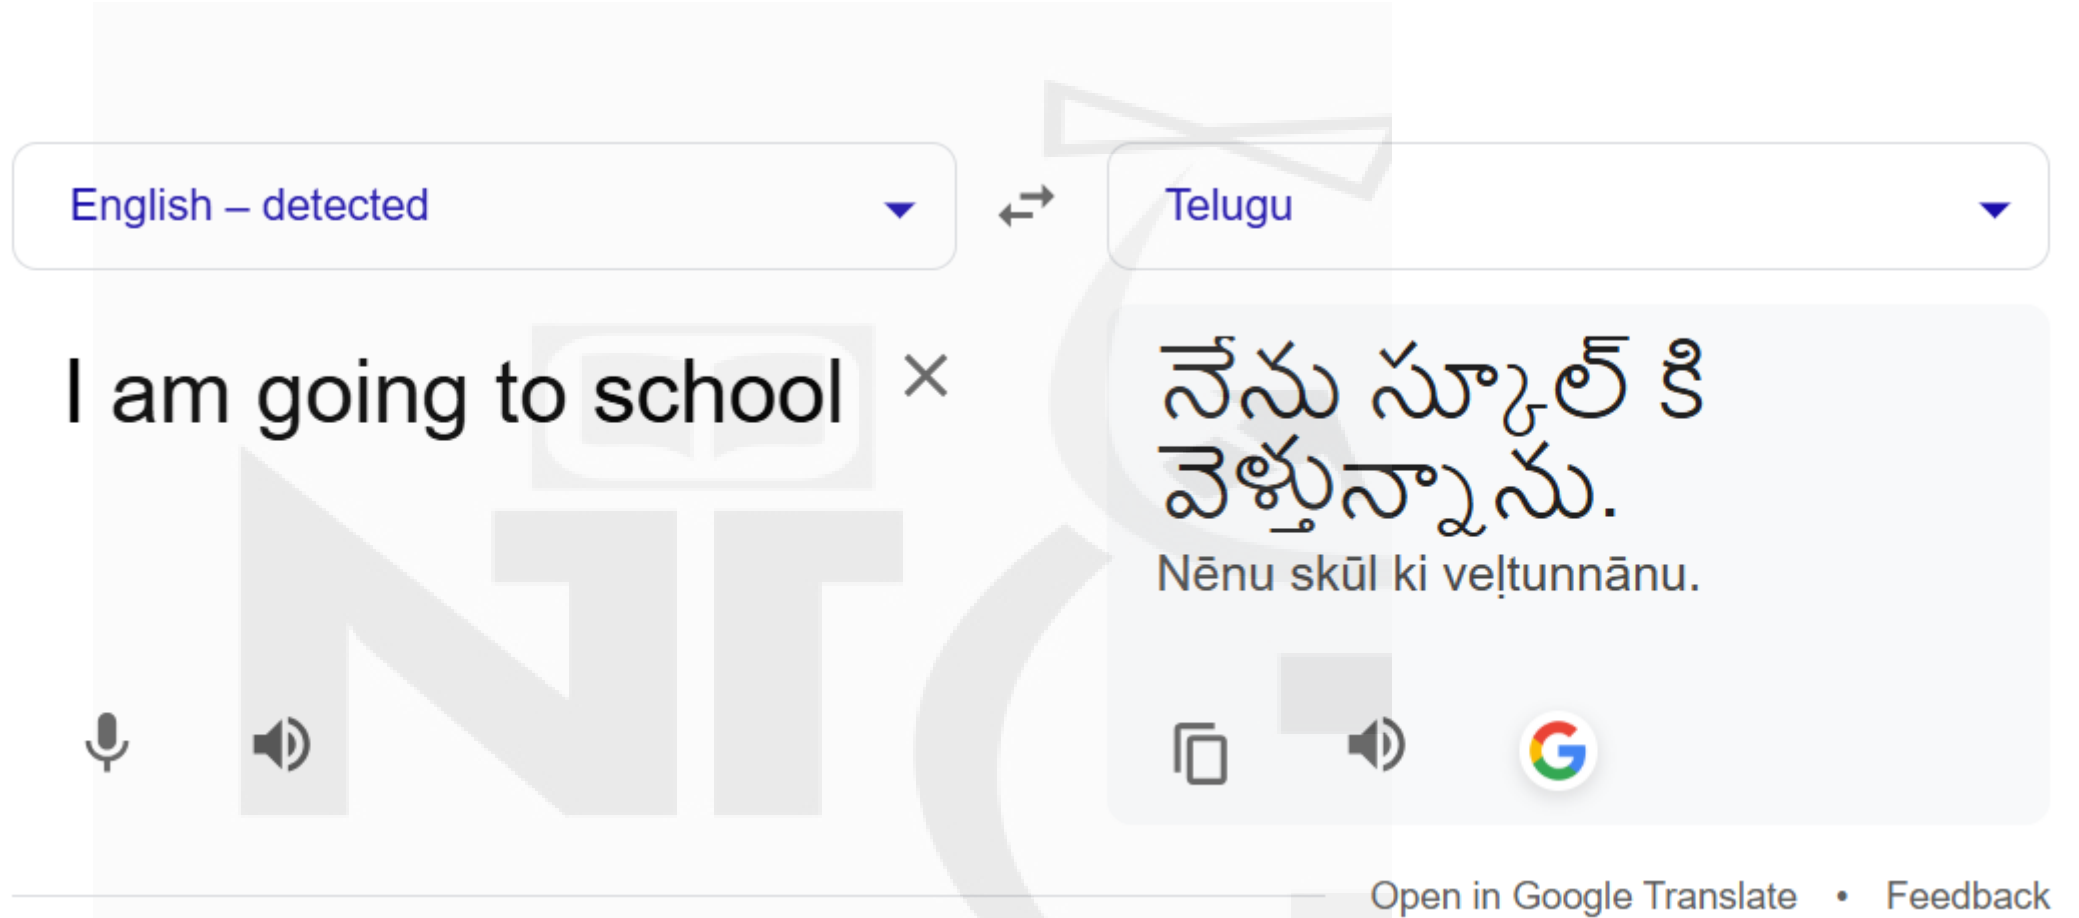 English – detected
Telugu
I am going to school
నేను స్కూల్ కి
వెళ్తున్నాను.
Nēnu skūl ki veḷtunnānu.
Open in Google Translate • Feedback